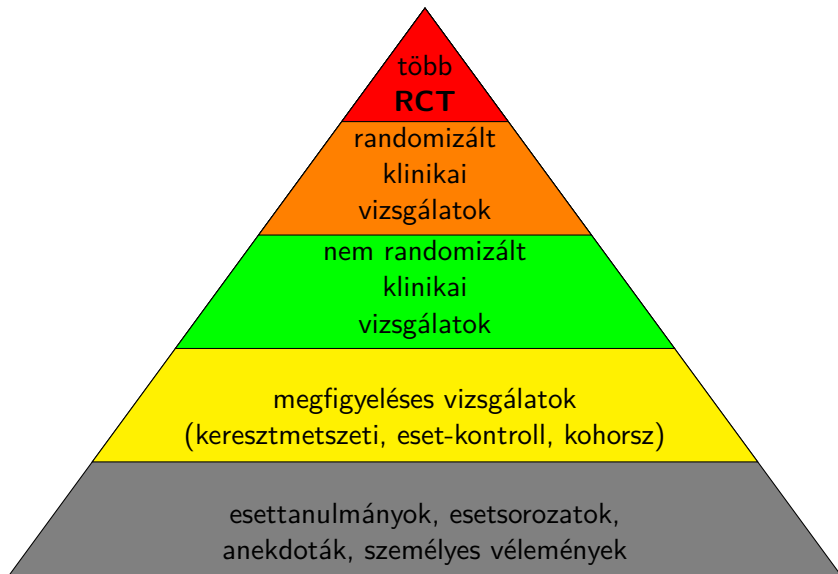 több
RCT
randomizált
klinikai
vizsgálatok
nem randomizált
klinikai
vizsgálatok
megfigyeléses vizsgálatok
(keresztmetszeti, eset-kontroll, kohorsz)
esettanulmányok, esetsorozatok,
anekdoták, személyes vélemények